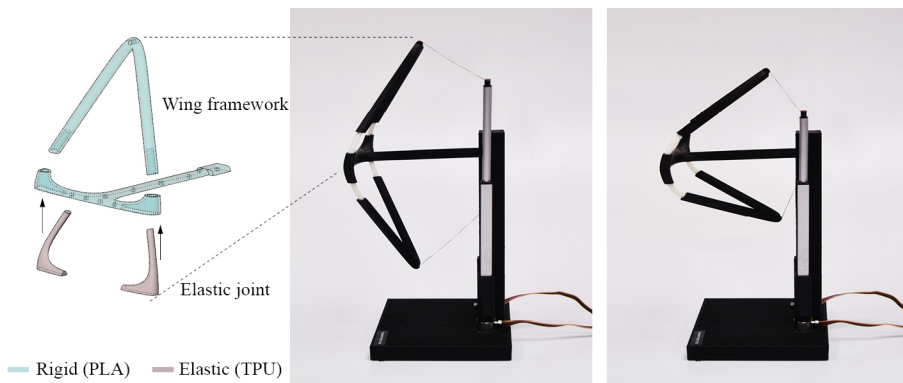 Wing framework
Elastic joint
Rigid (PLA)
Elastic (TPU)